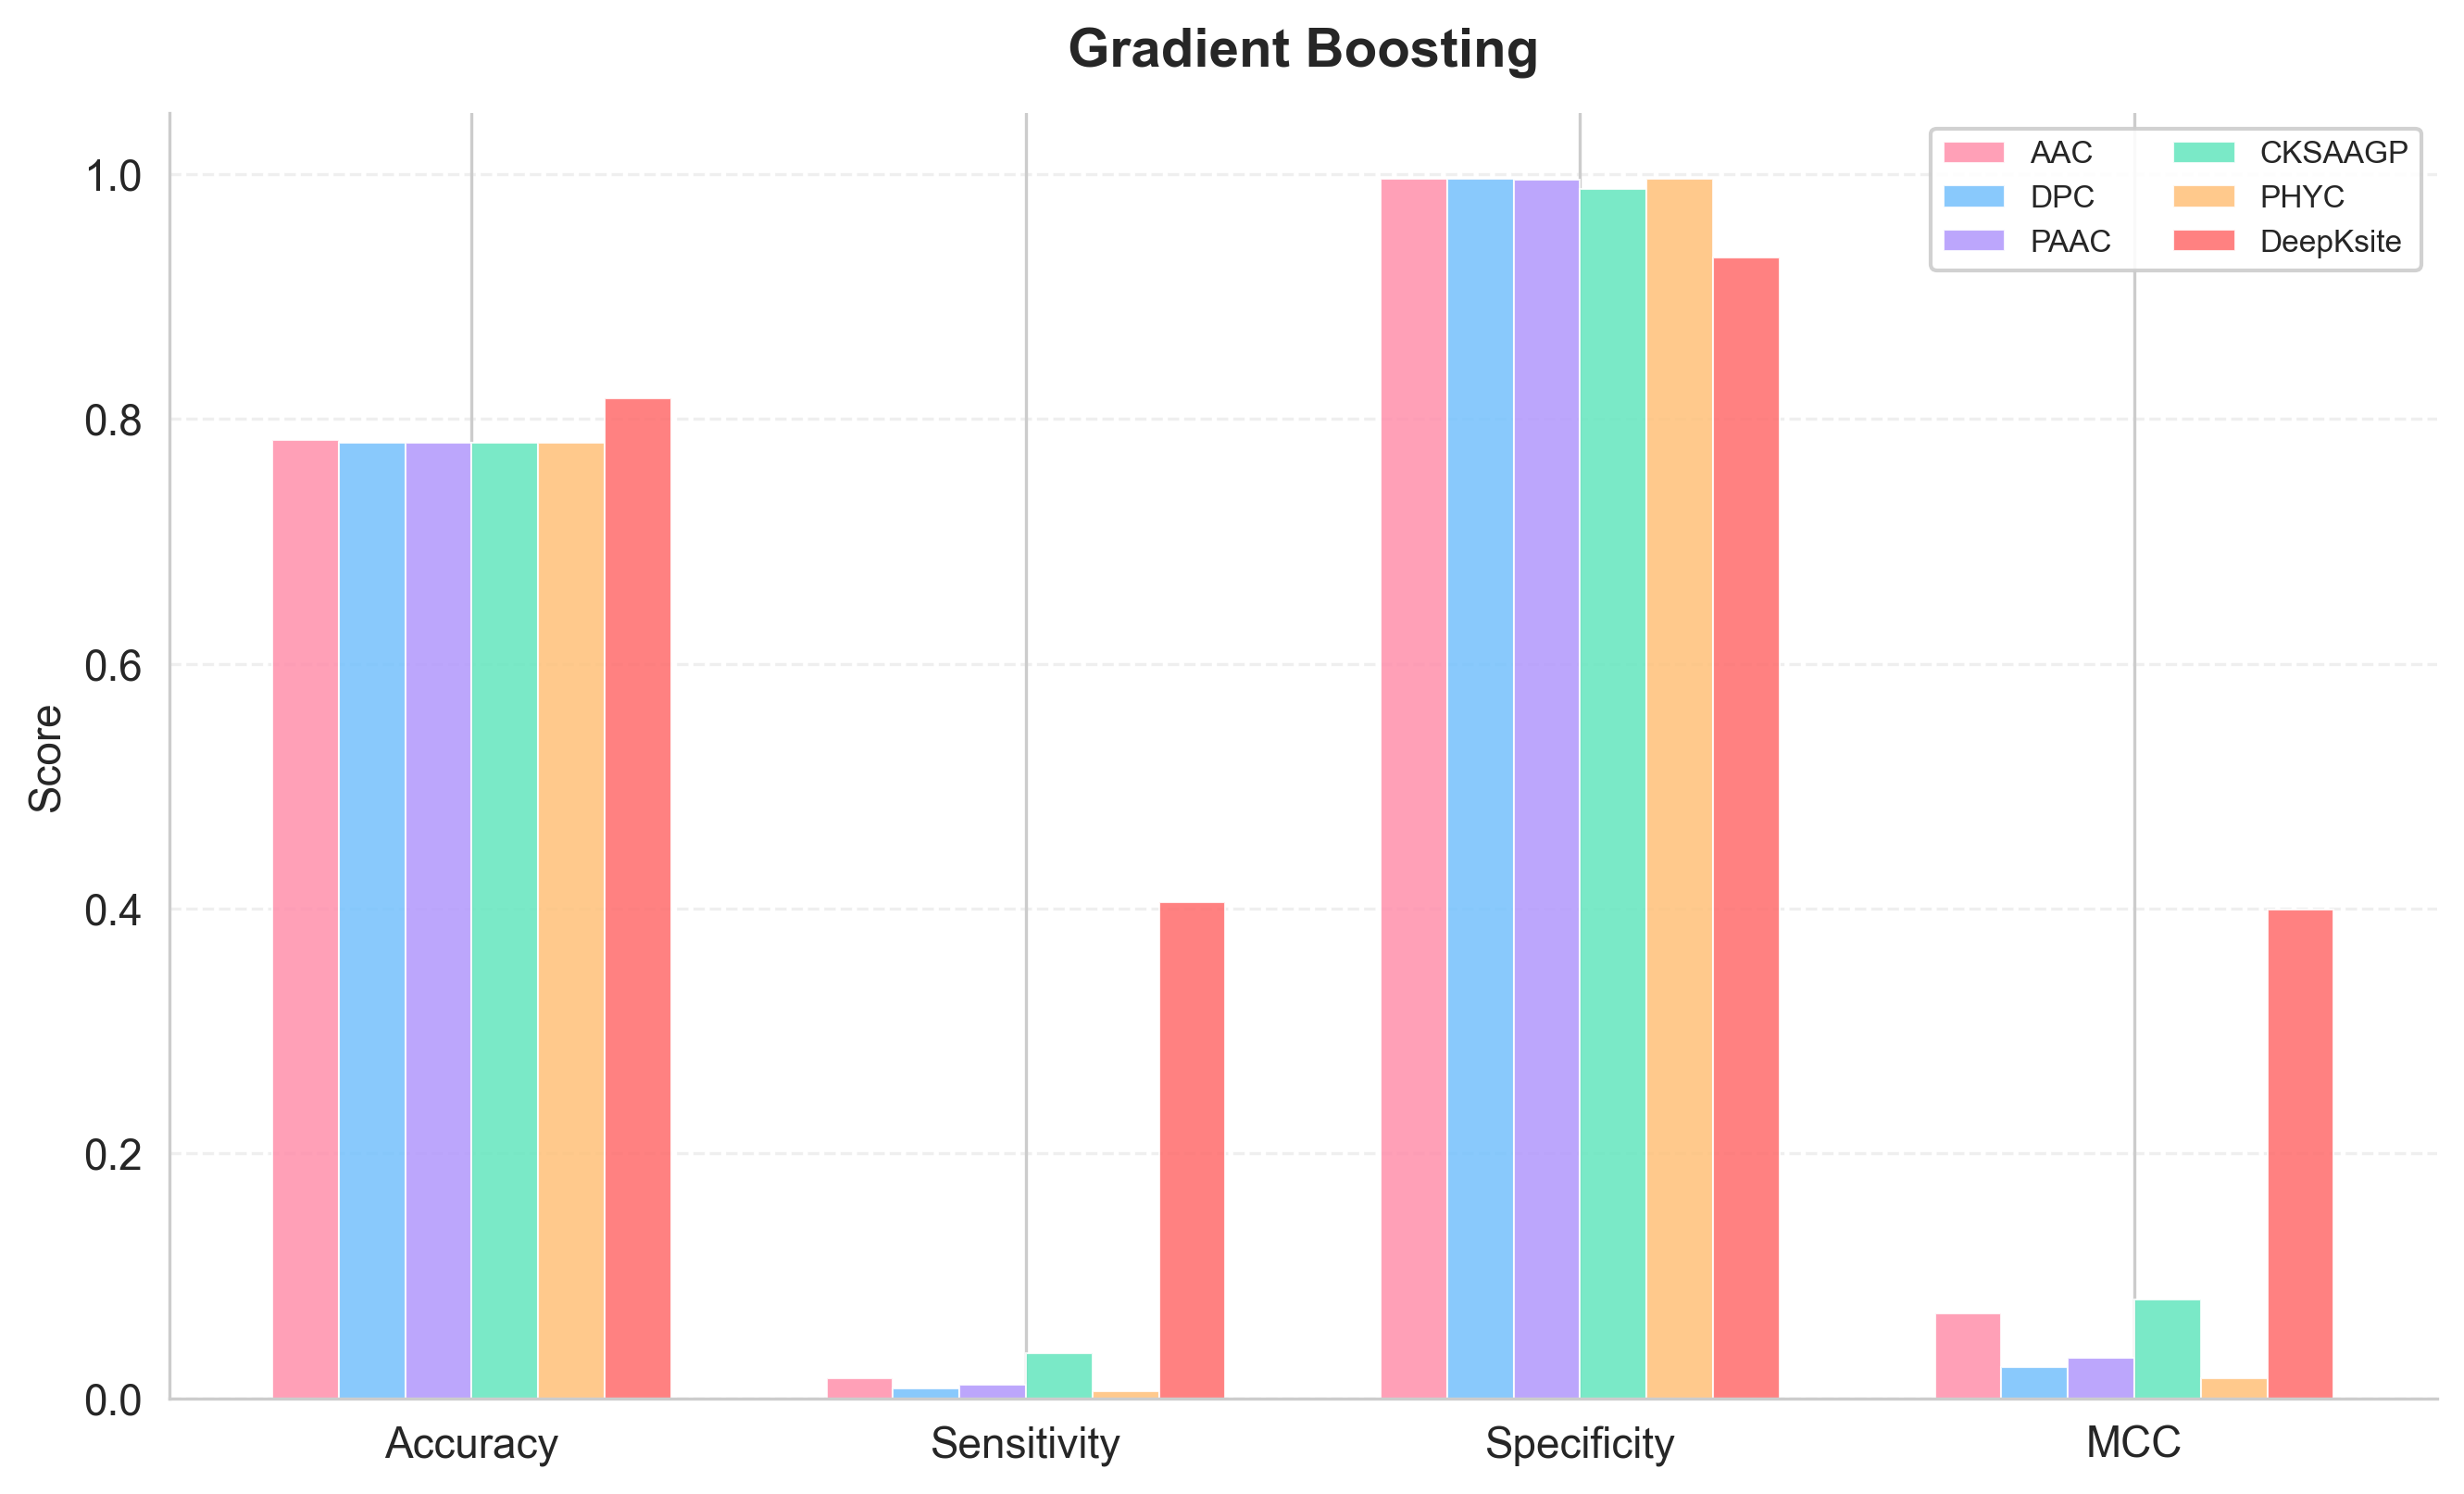 Gradient Boosting
AAC
DPC
PAAC
CKSAAGP
PHYC
DeepKsite
Score
1.0
0.8
0.6
0.4
0.2
0.0
Accuracy
Sensitivity
Specificity
MCC